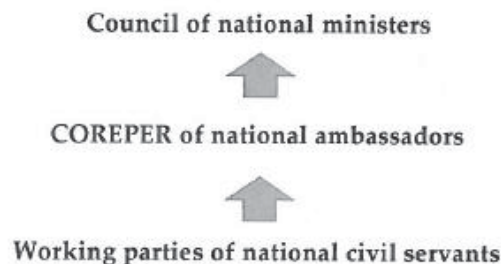 Council of national ministers
COREPER of national ambassadors
Working parties of national civil servants